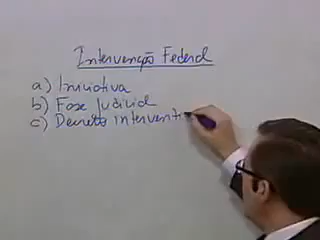 Intervenção Federal
a) Iniciativa
b) Fase Judicial
c) Decreto interventi